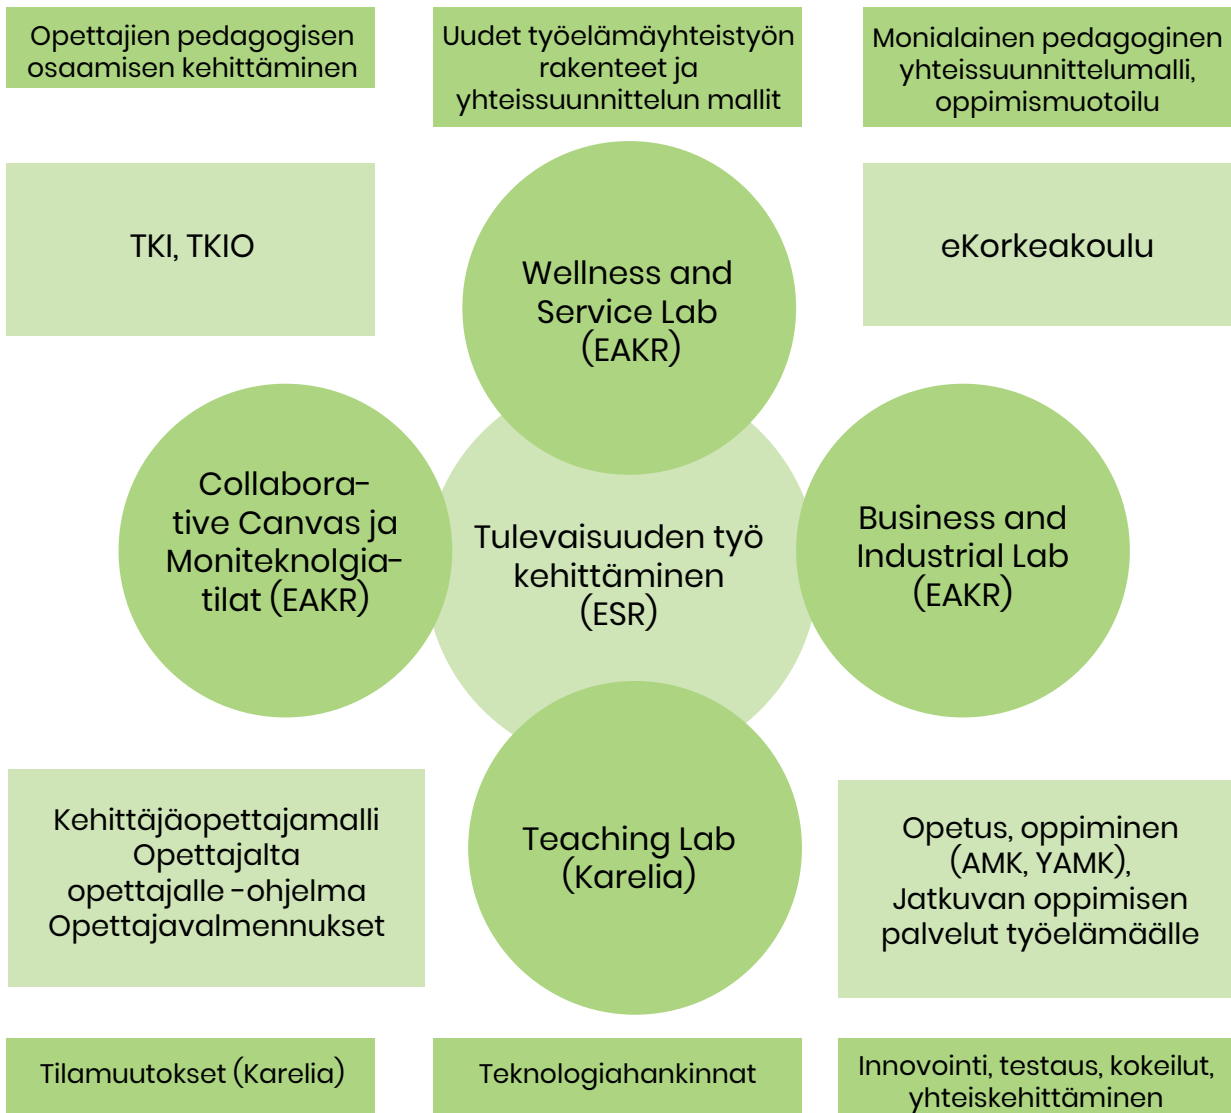 Opettajien pedagogisen
osaamisen kehittäminen
Uudet työelämäyhteistyön
rakenteet ja
yhteissuunnittelun mallit
Monialainen pedagoginen
yhteissuunnittelumalli,
oppimismuotoilu
TKI, TKIO
Wellness and
Service Lab
(EAKR)
eKorkeakoulu
Collabora-
tive Canvas ja
Moniteknolgia-
tilat (EAKR)
Tulevaisuuden työ
kehittäminen
(ESR)
Business and
Industrial Lab
(EAKR)
Kehittäjäopettajamalli
Opettajalta
opettajalle -ohjelma
Opettajavalmennukset
Teaching Lab
(Karelia)
Opetus, oppiminen
(AMK, YAMK),
Jatkuvan oppimisen
palvelut työelämäälle
Tilamuutokset (Karelia)
Teknologiahankinnat
Innovointi, testaus, kokeilut,
yhteiskehittäminen